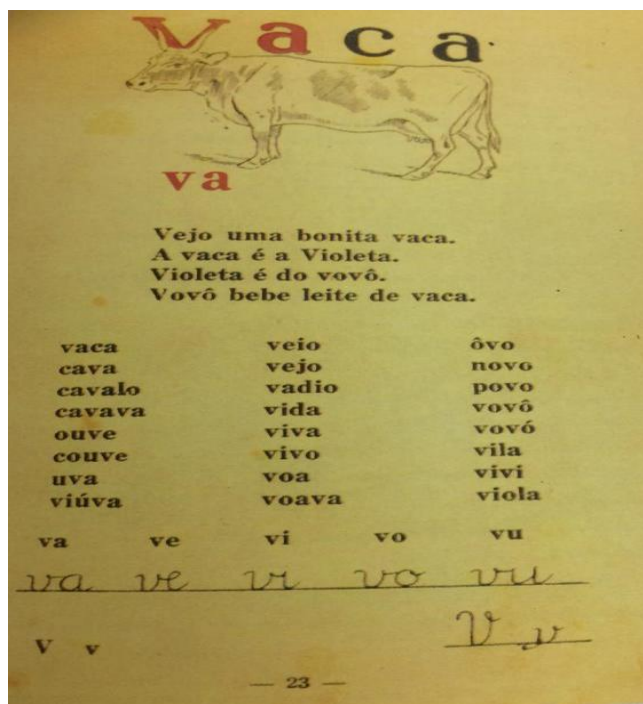 Vaca
va
Vejo uma bonita vaca.
A vaca é a Violeta.
Violeta é do vovô.
Vovô bebe leite de vaca.
vaca veio ôvo
cava vejo novo
cavalo vadio povo
cavava vida vovô
ouve viva vovó
couve vivo vila
uva voa vivi
viúva voava viola
va ve vi vo vu
va ve vi vo vu
V v V v
— 23 —